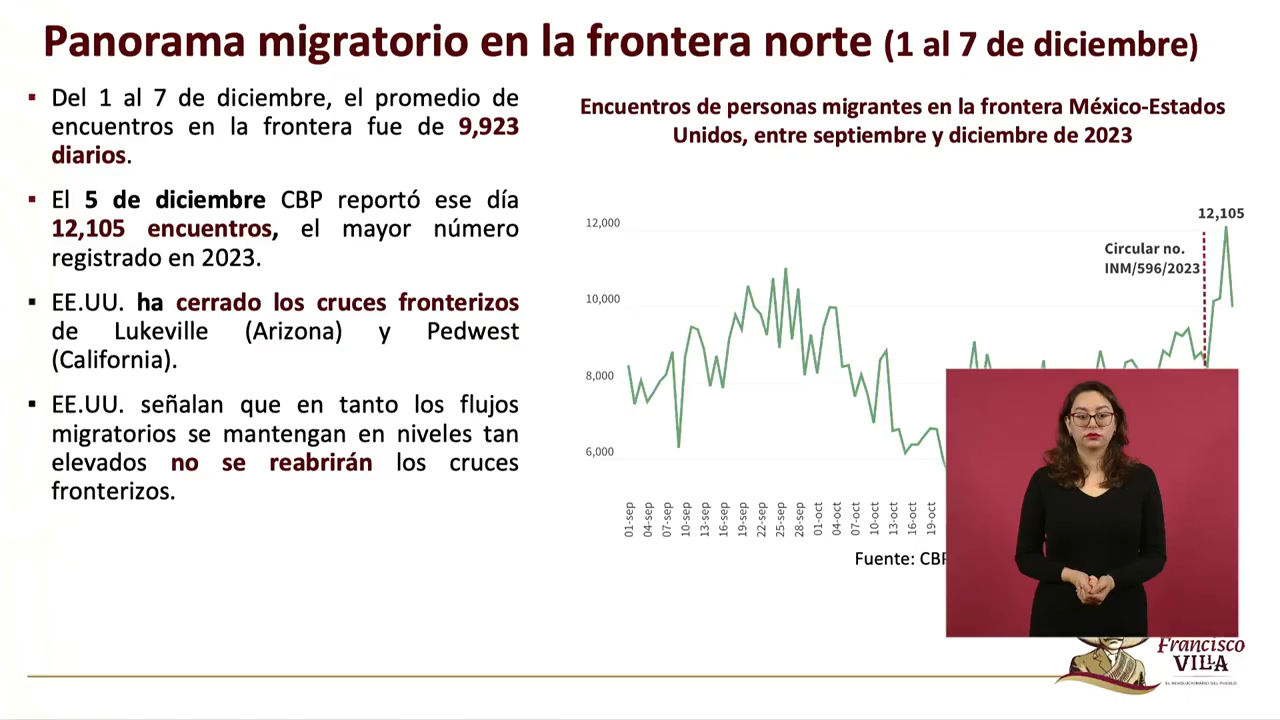 Panorama migratorio en la frontera norte (1 al 7 de diciembre)
▪ Del 1 al 7 de diciembre, el promedio de
encuentros en la frontera fue de 9,923
diarios.
▪ El 5 de diciembre CBP reportó ese día
12,105 encuentros, el mayor número
registrado en 2023.
▪ EE.UU. ha cerrado los cruces fronterizos
de Lukeville (Arizona) y Pedwest
(California).
▪ EE.UU. señalan que en tanto los flujos
migratorios se mantengan en niveles tan
elevados no se reabrirán los cruces
fronterizos.
Encuentros de personas migrantes en la frontera México-Estados
Unidos, entre septiembre y diciembre de 2023
12,105
12,000
Circular no.
INM/596/2023
10,000
8,000
6,000
01-sep
04-sep
07-sep
10-sep
13-sep
16-sep
19-sep
22-sep
25-sep
28-sep
01-oct
04-oct
07-oct
10-oct
13-oct
16-oct
19-oct
Fuente: CBP
Francisco
VILLA
EL REVOLUCIONARIO DEL PUEBLO